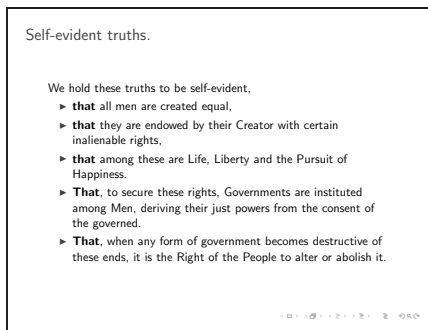 Self-evident truths.
We hold these truths to be self-evident,
▶ that all men are created equal,
▶ that they are endowed by their Creator with certain
inalienable rights,
▶ that among these are Life, Liberty and the Pursuit of
Happiness.
▶ That, to secure these rights, Governments are instituted
among Men, deriving their just powers from the consent of
the governed.
▶ That, when any form of government becomes destructive of
these ends, it is the Right of the People to alter or abolish it.